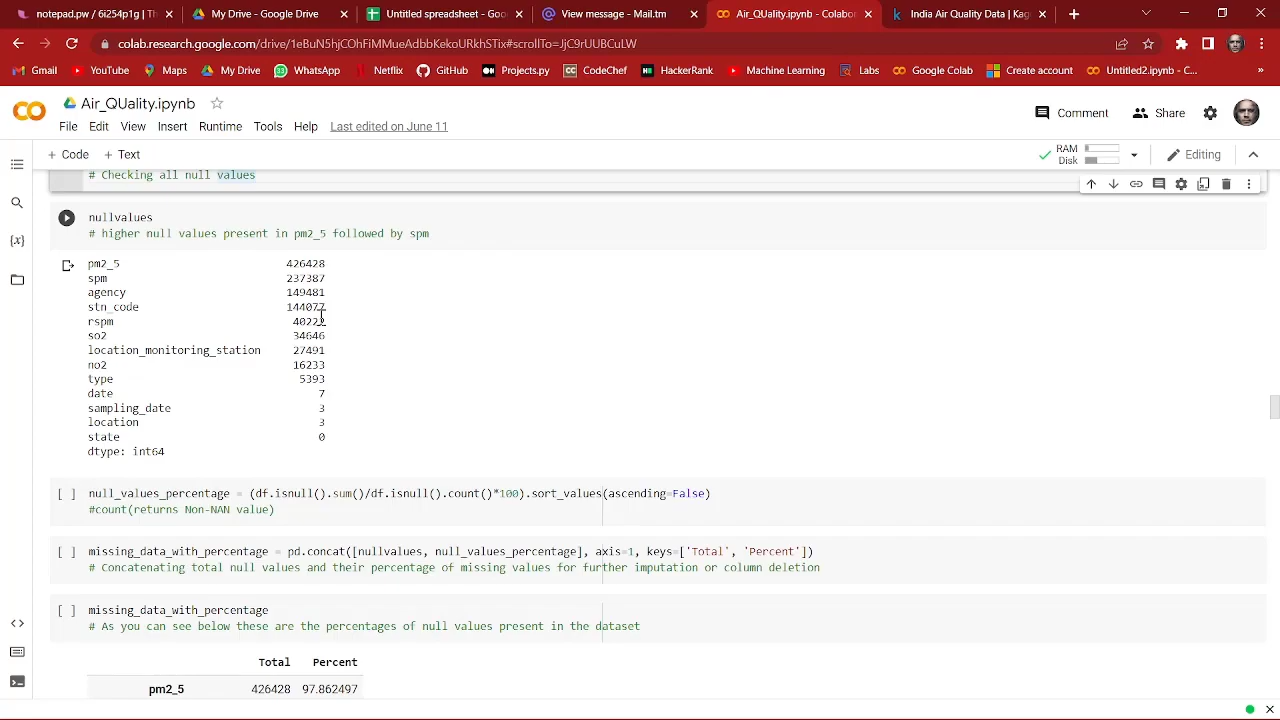 notepad.pw/6i254p1g | Th
My Drive - Google Drive
Untitled spreadsheet - Goo
View message - Mail.tm
Air_QUality.ipynb - Colabo
India Air Quality Data | Kag
colab.research.google.com/drive/1eBuN5hjCOhFiMMueAdbbKekoURkhSTix#scrollTo=JjC9rUUBCuLW
Gmail YouTube Maps My Drive WhatsApp Netflix GitHub Projects.py CodeChef HackerRank Machine Learning Labs Google Colab Create account Untitled2.ipynb - C...
Air_QUality.ipynb
Comment Share
File Edit View Insert Runtime Tools Help Last edited on June 11
+ Code + Text
RAM
Disk
Editing
# Checking all null values
nullvalues
# higher null values present in pm2_5 followed by spm
pm2_5 426428
spm 237387
agency 149481
stn_code 144077
rspm 40222
so2 34646
location_monitoring_station 27491
no2 16233
type 5393
date 7
sampling_date 3
location 3
state 0
dtype: int64
[ ] null_values_percentage = (df.isnull().sum()/df.isnull().count()*100).sort_values(ascending=False)
#count(returns Non-NAN value)
[ ] missing_data_with_percentage = pd.concat([nullvalues, null_values_percentage], axis=1, keys=['Total', 'Percent'])
# Concatenating total null values and their percentage of missing values for further imputation or column deletion
[ ] missing_data_with_percentage
# As you can see below these are the percentages of null values present in the dataset
Total Percent
pm2_5 426428 97.862497